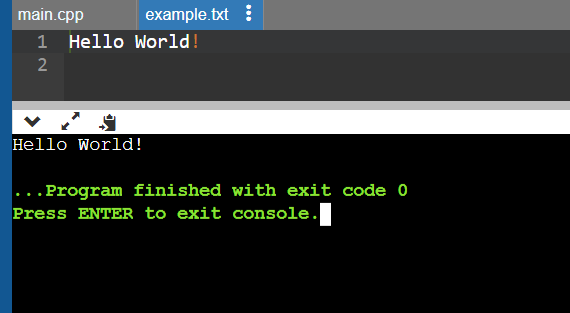 main.cpp example.txt
1 Hello World!
2
Hello World!
...Program finished with exit code 0
Press ENTER to exit console.